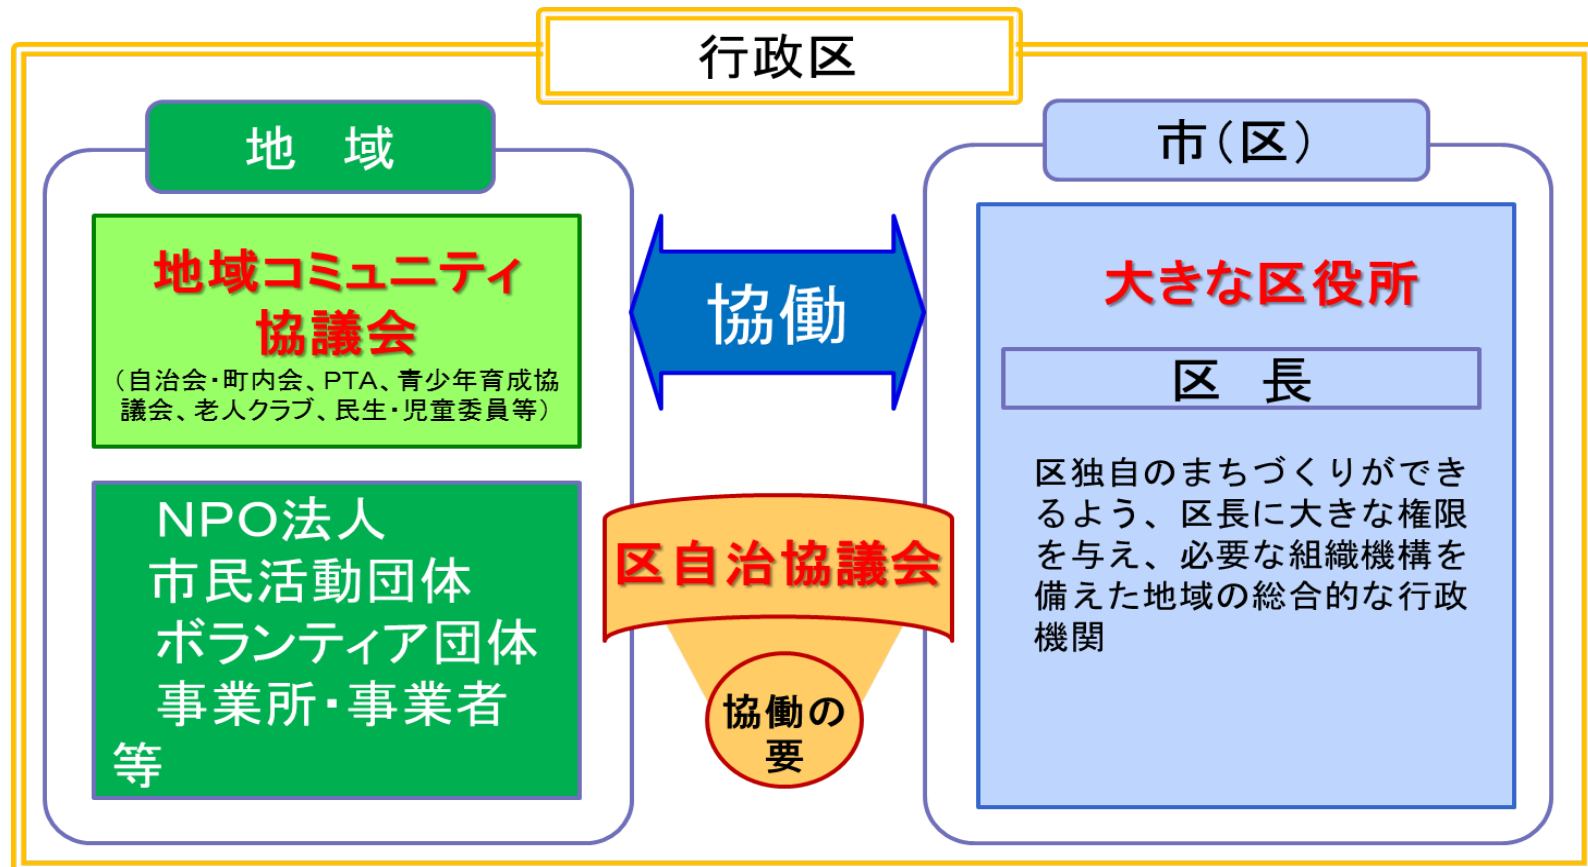 行政区
地　域
地域コミュニティ
協議会
（自治会・町内会、PTA、青少年育成協
議会、老人クラブ、民生・児童委員等）
NPO法人
市民活動団体
ボランティア団体
事業所・事業者
等
協働
区自治協議会
協働の
要
市（区）
大きな区役所
区　長
区独自のまちづくりができ
るよう、区長に大きな権限
を与え、必要な組織機構を
備えた地域の総合的な行政
機関